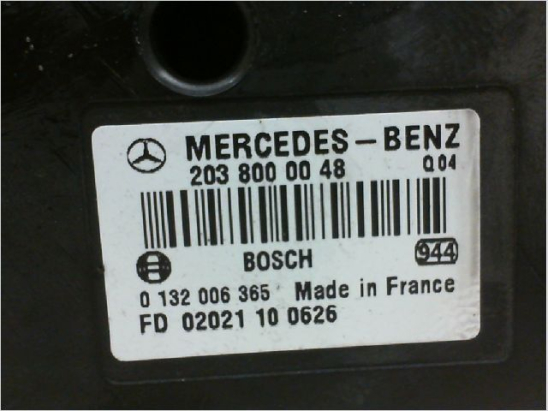 MERCEDES-BENZ
203 800 00 48 Q 04
BOSCH 944
0 132 006 365 Made in France
FD 02021 10 0626